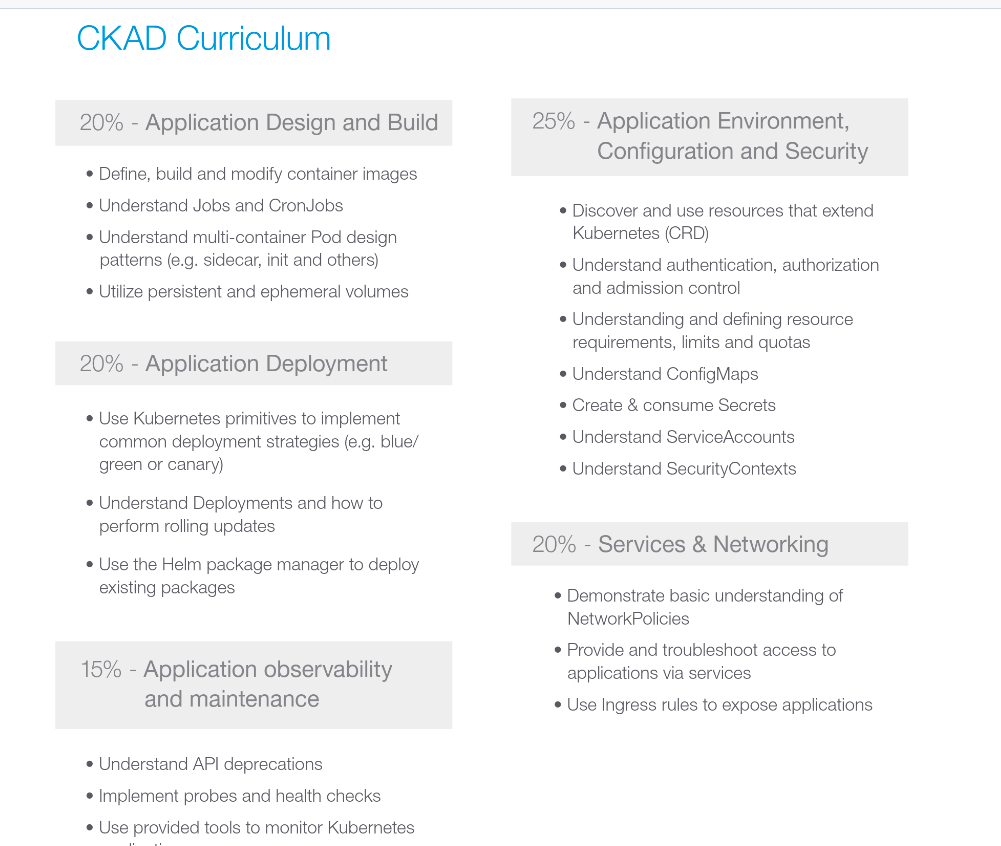 CKAD Curriculum
20% - Application Design and Build
• Define, build and modify container images
• Understand Jobs and CronJobs
• Understand multi-container Pod design
patterns (e.g. sidecar, init and others)
• Utilize persistent and ephemeral volumes
20% - Application Deployment
• Use Kubernetes primitives to implement
common deployment strategies (e.g. blue/
green or canary)
• Understand Deployments and how to
perform rolling updates
• Use the Helm package manager to deploy
existing packages
15% - Application observability
and maintenance
• Understand API deprecations
• Implement probes and health checks
• Use provided tools to monitor Kubernetes
25% - Application Environment,
Configuration and Security
• Discover and use resources that extend
Kubernetes (CRD)
• Understand authentication, authorization
and admission control
• Understanding and defining resource
requirements, limits and quotas
• Understand ConfigMaps
• Create & consume Secrets
• Understand ServiceAccounts
• Understand SecurityContexts
20% - Services & Networking
• Demonstrate basic understanding of
NetworkPolicies
• Provide and troubleshoot access to
applications via services
• Use Ingress rules to expose applications